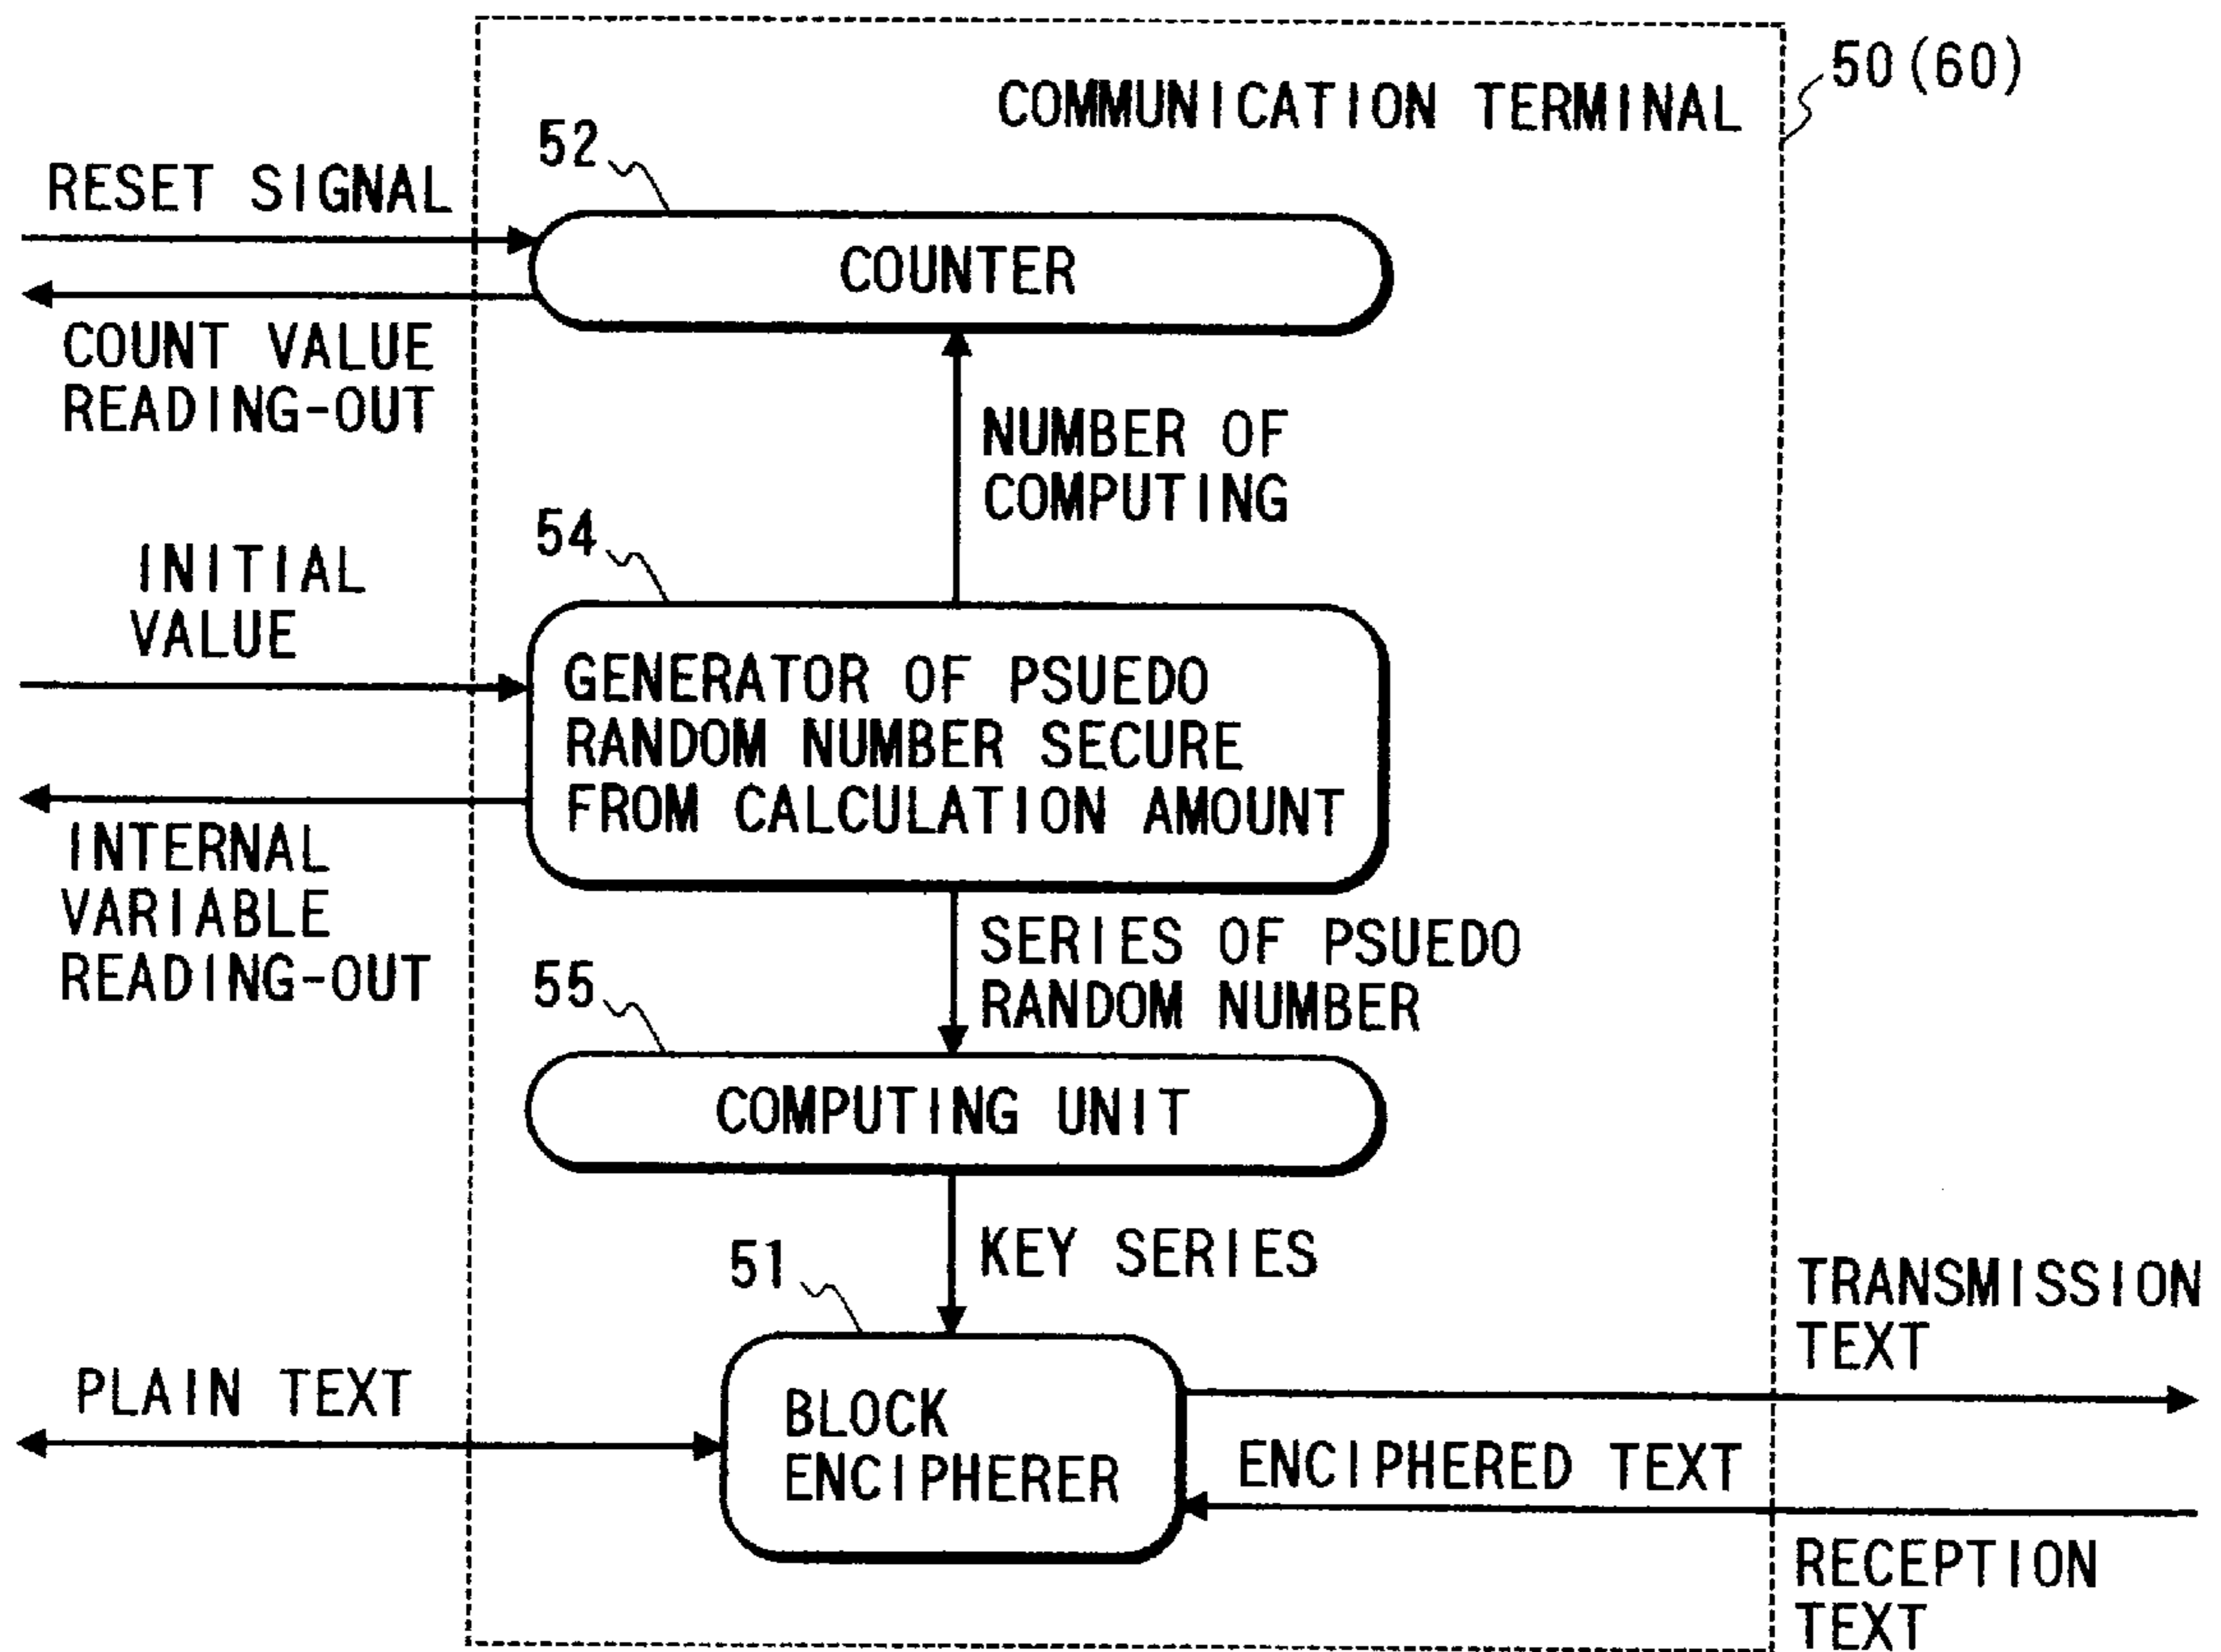 50(60)
COMMUNICATION TERMINAL
52
RESET SIGNAL
COUNTER
COUNT VALUE
READING-OUT
NUMBER OF
COMPUTING
54
INITIAL
VALUE
GENERATOR OF PSUEDO
RANDOM NUMBER SECURE
FROM CALCULATION AMOUNT
INTERNAL
VARIABLE
READING-OUT
SERIES OF PSUEDO
RANDOM NUMBER
55
COMPUTING UNIT
KEY SERIES
51
TRANSMISSION
TEXT
PLAIN TEXT
BLOCK
ENCIPHERER
ENCIPHERED TEXT
RECEPTION
TEXT